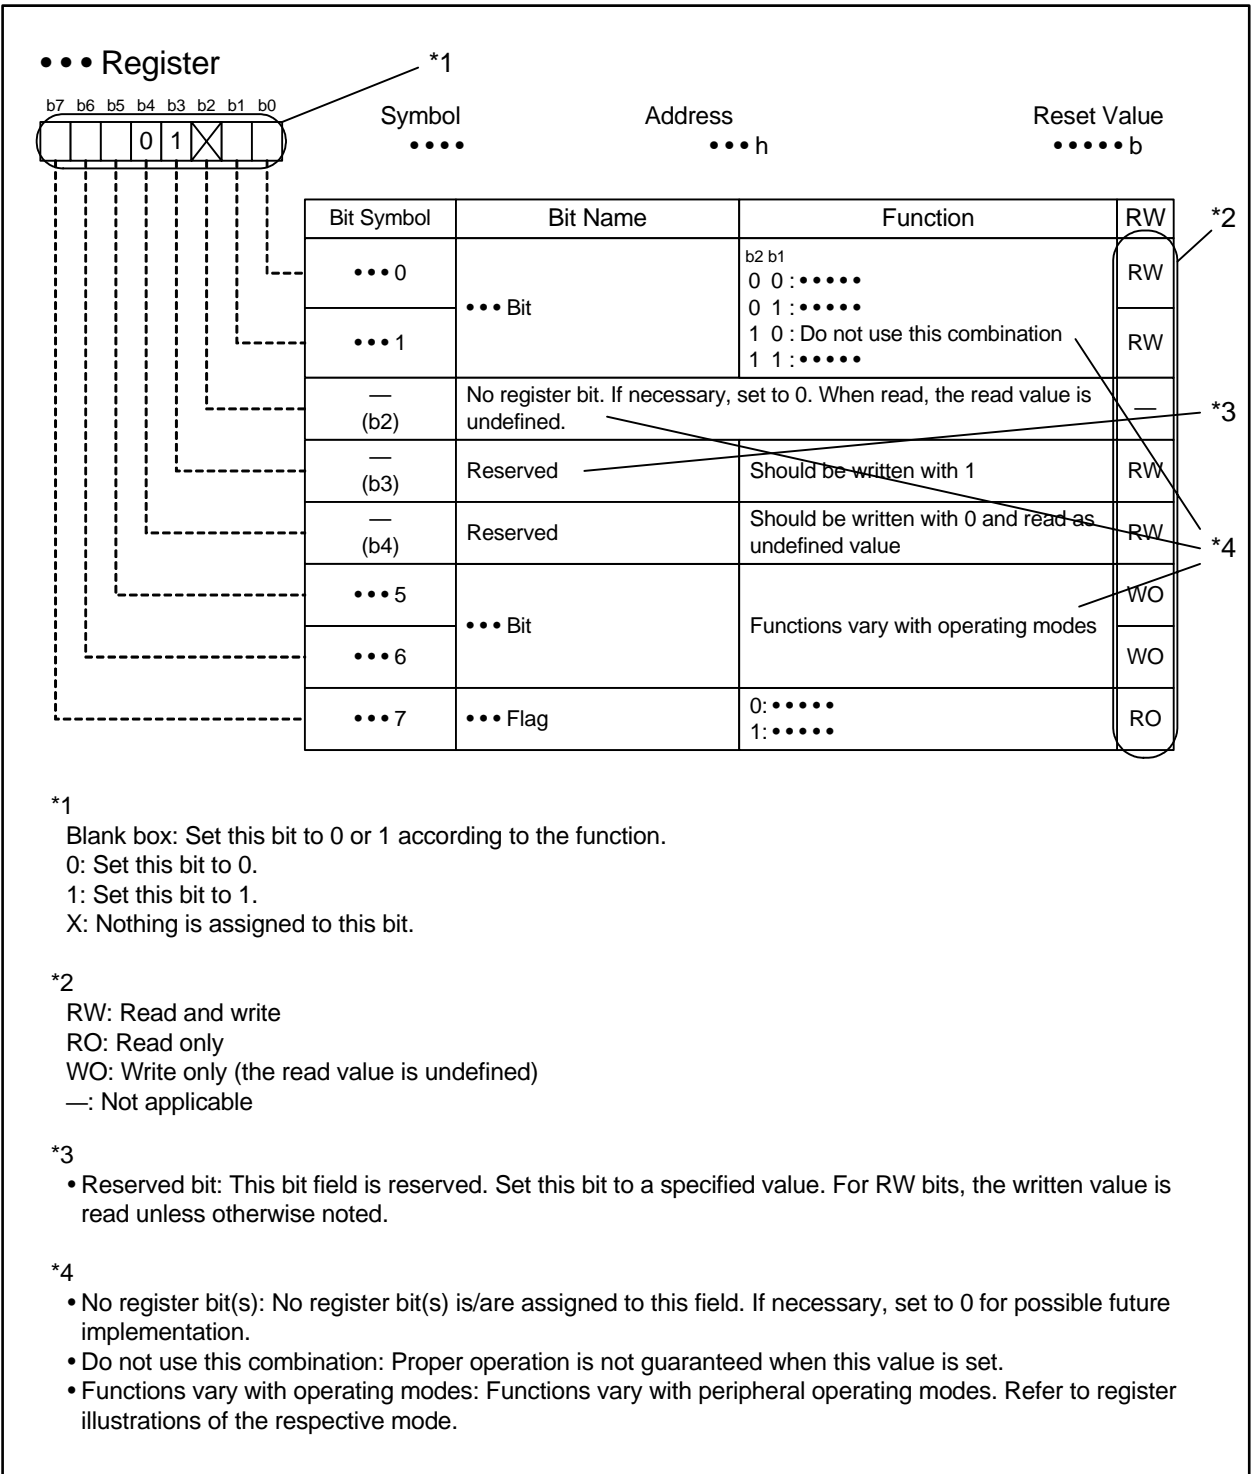 ••• Register
*1
b7 b6 b5 b4 b3 b2 b1 b0
0 1 X
Symbol Address Reset Value
•••• •••h •••••b
Bit Symbol Bit Name Function RW
*2
•••0
•••Bit
b2 b1
0 0 : •••••
0 1 : •••••
1 0 : Do not use this combination
1 1 : •••••
RW
•••1
RW
—
(b2)
No register bit. If necessary, set to 0. When read, the read value is
undefined.
—
*3
—
(b3)
Reserved
Should be written with 1
RW
—
(b4)
Reserved
Should be written with 0 and read as
undefined value
RW
*4
•••5
•••Bit
Functions vary with operating modes
WO
•••6
WO
•••7
•••Flag
0: •••••
1: •••••
RO
*1
Blank box: Set this bit to 0 or 1 according to the function.
0: Set this bit to 0.
1: Set this bit to 1.
X: Nothing is assigned to this bit.
*2
RW: Read and write
RO: Read only
WO: Write only (the read value is undefined)
—: Not applicable
*3
• Reserved bit: This bit field is reserved. Set this bit to a specified value. For RW bits, the written value is
read unless otherwise noted.
*4
• No register bit(s): No register bit(s) is/are assigned to this field. If necessary, set to 0 for possible future
implementation.
• Do not use this combination: Proper operation is not guaranteed when this value is set.
• Functions vary with operating modes: Functions vary with peripheral operating modes. Refer to register
illustrations of the respective mode.